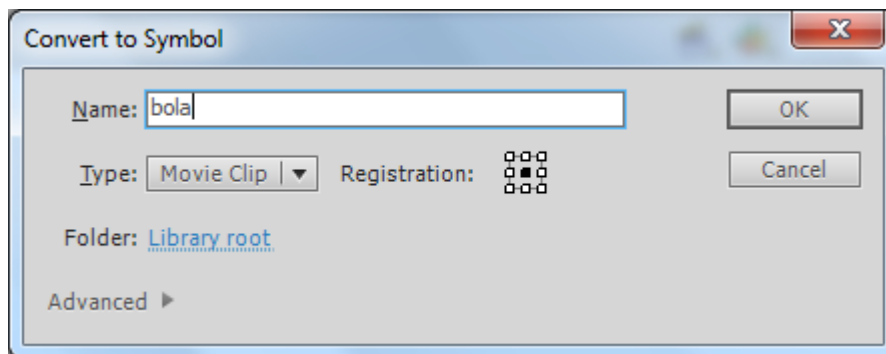 Convert to Symbol
Name: bola
OK
Type: Movie Clip
Registration:
Cancel
Folder: Library root
Advanced